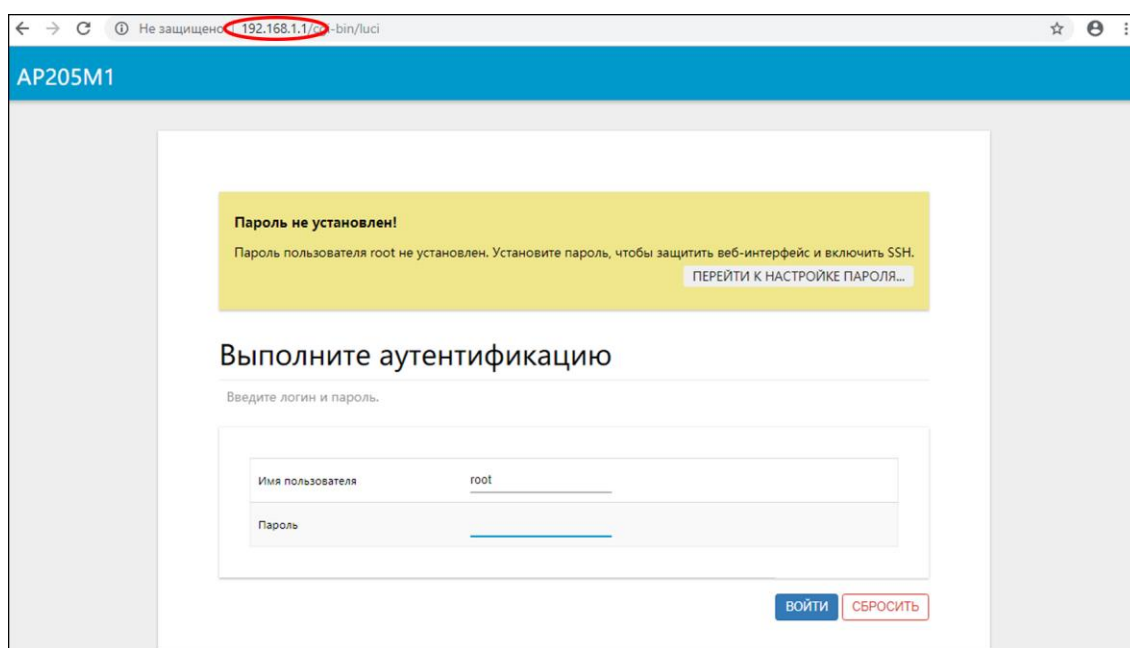 Не защищено 192.168.1.1/cgi-bin/luci
AP205M1
Пароль не установлен!
Пароль пользователя root не установлен. Установите пароль, чтобы защитить веб-интерфейс и включить SSH.
ПЕРЕЙТИ К НАСТРОЙКЕ ПАРОЛЯ...
Выполните аутентификацию
Введите логин и пароль.
Имя пользователя root
Пароль
ВОЙТИ СБРОСИТЬ